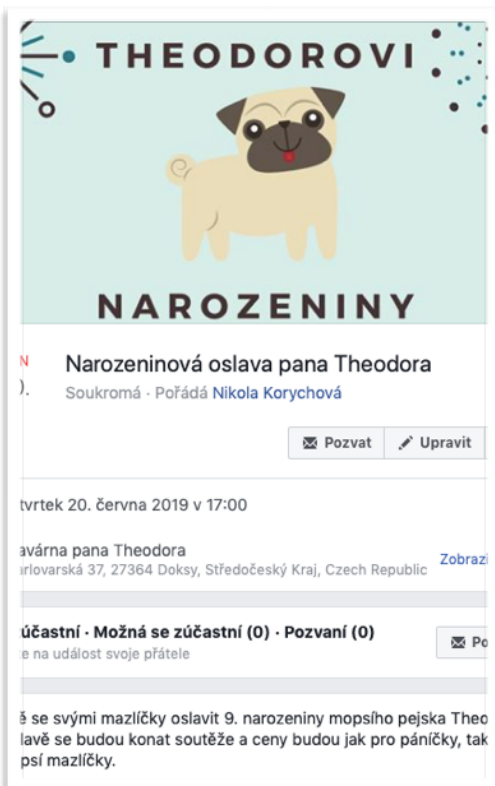 THEODOROVI
NAROZENINY
N
Narozeninová oslava pana Theodora
).
Soukromá · Pořádá Nikola Korychová
Pozvat Upravit
tvrtek 20. června 2019 v 17:00
avárna pana Theodora
arlovarská 37, 27364 Doksy, Středočeský Kraj, Czech Republic
Zobrazi
účastní · Možná se zúčastní (0) · Pozvaní (0)
Po
te na událost svoje přátele
ě se svými mazlíčky oslavit 9. narozeniny mopsího pejska Theo
lavě se budou konat soutěže a ceny budou jak pro páníčky, tak
psí mazlíčky.